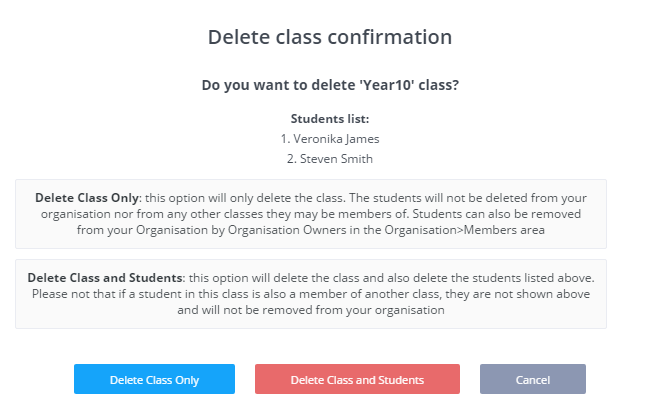 Delete class confirmation
Do you want to delete 'Year10' class?
Students list:
1. Veronika James
2. Steven Smith
Delete Class Only: this option will only delete the class. The students will not be deleted from your
organisation nor from any other classes they may be members of. Students can also be removed
from your Organisation by Organisation Owners in the Organisation>Members area
Delete Class and Students: this option will delete the class and also delete the students listed above.
Please not that if a student in this class is also a member of another class, they are not shown above
and will not be removed from your organisation
Delete Class Only
Delete Class and Students
Cancel